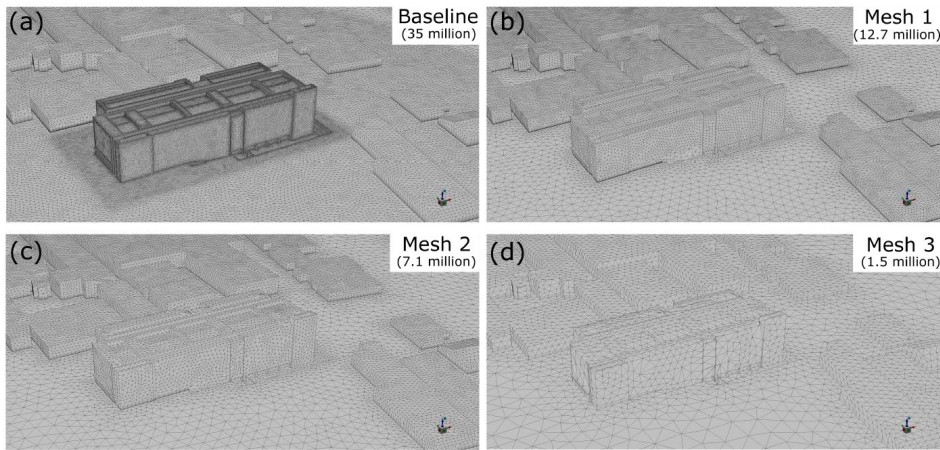 (a)
Baseline
(35 million)
(b)
Mesh 1
(12.7 million)
(c)
Mesh 2
(7.1 million)
(d)
Mesh 3
(1.5 million)